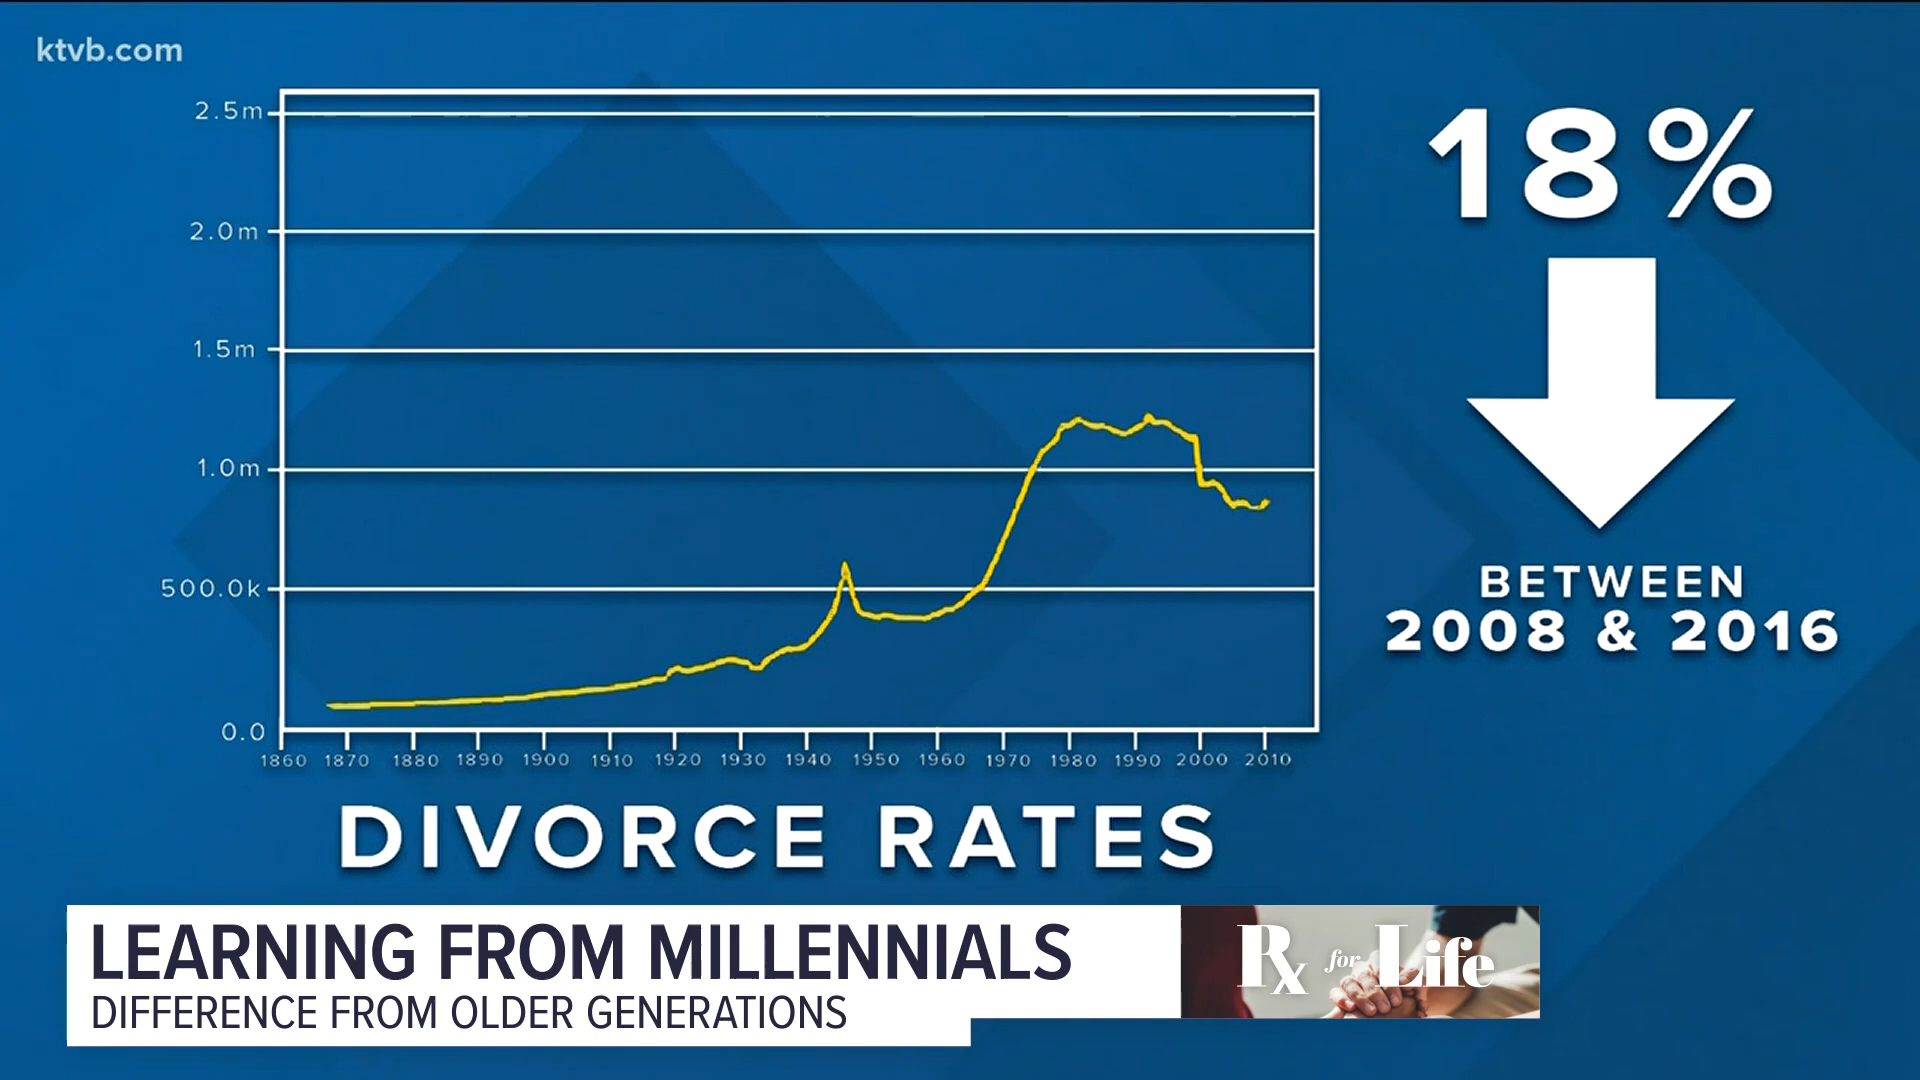 ktvb.com
2.5m
2.0m
1.5m
1.0m
500.0k
0.0
1860 1870 1880 1890 1900 1910 1920 1930 1940 1950 1960 1970 1980 1990 2000 2010
DIVORCE RATES
18%
BETWEEN
2008 & 2016
LEARNING FROM MILLENNIALS
DIFFERENCE FROM OLDER GENERATIONS
Rx for Life